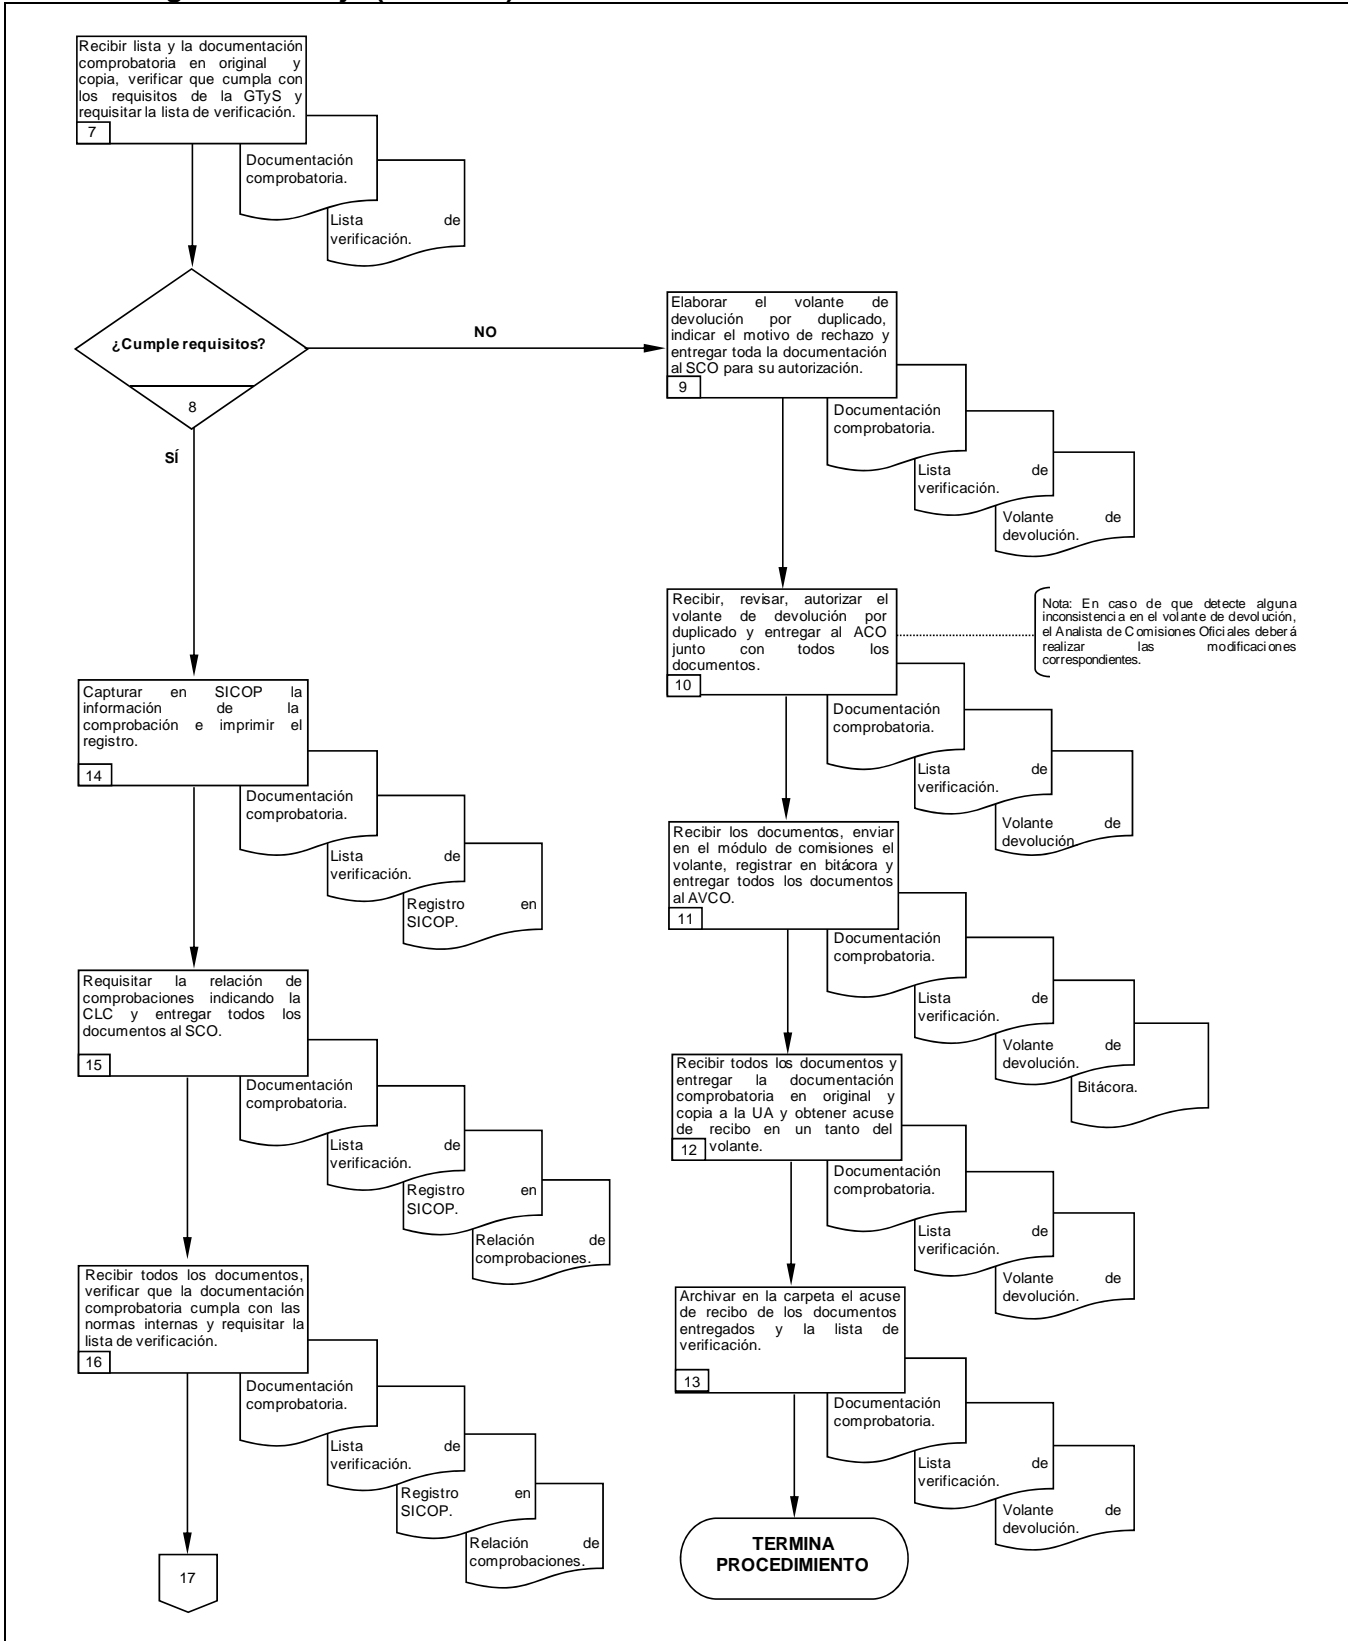 Recibir lista y la documentación
comprobatoria en original y
copia, verificar que cumpla con
los requisitos de la GTyS y
requisitar la lista de verificación.
7
Documentación
comprobatoria.
Lista de
verificación.
¿Cumple requisitos?
8
NO
SÍ
Elaborar el volante de
devolución por duplicado,
indicar el motivo de rechazo y
entregar toda la documentación
al SCO para su autorización.
9
Documentación
comprobatoria.
Lista de
verificación.
Volante de
devolución.
Recibir, revisar, autorizar el
volante de devolución por
duplicado y entregar al ACO
junto con todos los
documentos.
10
Nota: En caso de que detecte alguna
inconsistencia en el volante de devolución,
el Analista de Comisiones Oficiales deberá
realizar las modificaciones
correspondientes.
Documentación
comprobatoria.
Lista de
verificación.
Volante de
devolución.
Capturar en SICOP la
información de la
comprobación e imprimir el
registro.
14
Documentación
comprobatoria.
Lista de
verificación.
Registro en
SICOP.
Recibir los documentos, enviar
en el módulo de comisiones el
volante, registrar en bitácora y
entregar todos los documentos
al AVCO.
11
Documentación
comprobatoria.
Lista de
verificación.
Volante de
devolución.
Bitácora.
Requisitar la relación de
comprobaciones indicando la
CLC y entregar todos los
documentos al SCO.
15
Documentación
comprobatoria.
Lista de
verificación.
Registro en
SICOP.
Relación de
comprobaciones.
Recibir todos los documentos y
entregar la documentación
comprobatoria en original y
copia a la UA y obtener acuse
de recibo en un tanto del
volante.
12
Documentación
comprobatoria.
Lista de
verificación.
Volante de
devolución.
Recibir todos los documentos,
verificar que la documentación
comprobatoria cumpla con las
normas internas y requisitar la
lista de verificación.
16
Documentación
comprobatoria.
Lista de
verificación.
Registro en
SICOP.
Relación de
comprobaciones.
17
Archivar en la carpeta el acuse
de recibo de los documentos
entregados y la lista de
verificación.
13
Documentación
comprobatoria.
Lista de
verificación.
Volante de
devolución.
TERMINA
PROCEDIMIENTO